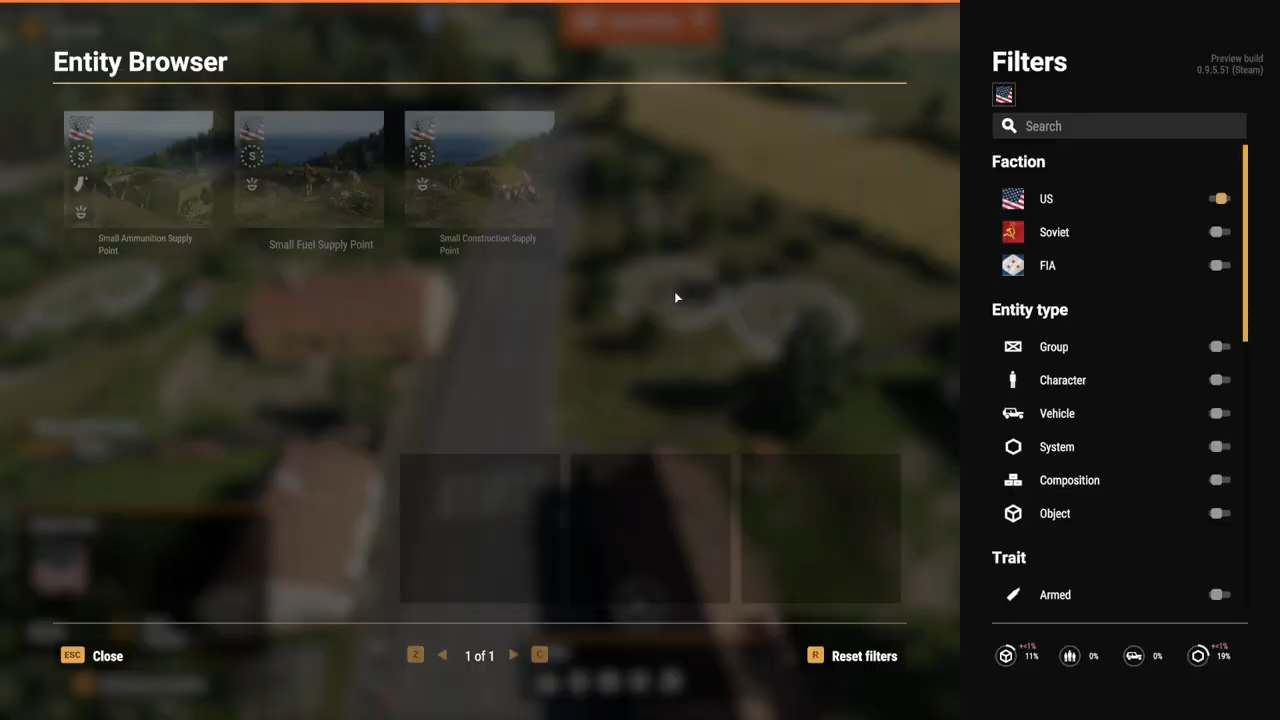 Entity Browser
Filters
Preview build
0.9.5.51 (Steam)
Search
Faction
US
Soviet
FIA
Entity type
Group
Character
Vehicle
System
Composition
Object
Trait
Armed
S
S
S
Small Ammunition Supply
Point
Small Fuel Supply Point
Small Construction Supply
Point
ESC Close
Z 1 of 1 C
R Reset filters
+<1%
11%
0%
0%
+<1%
19%